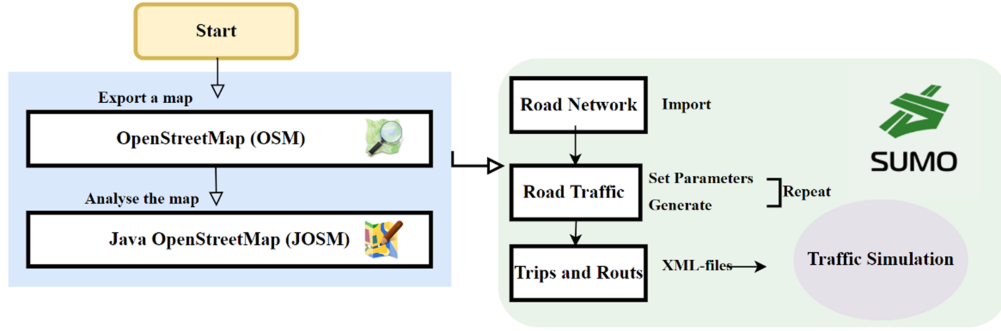 Start
Export a map
OpenStreetMap (OSM)
Analyse the map
Java OpenStreetMap (JOSM)
Road Network
Import
SUMO
Road Traffic
Set Parameters
Generate
Repeat
Trips and Routs
XML-files
Traffic Simulation